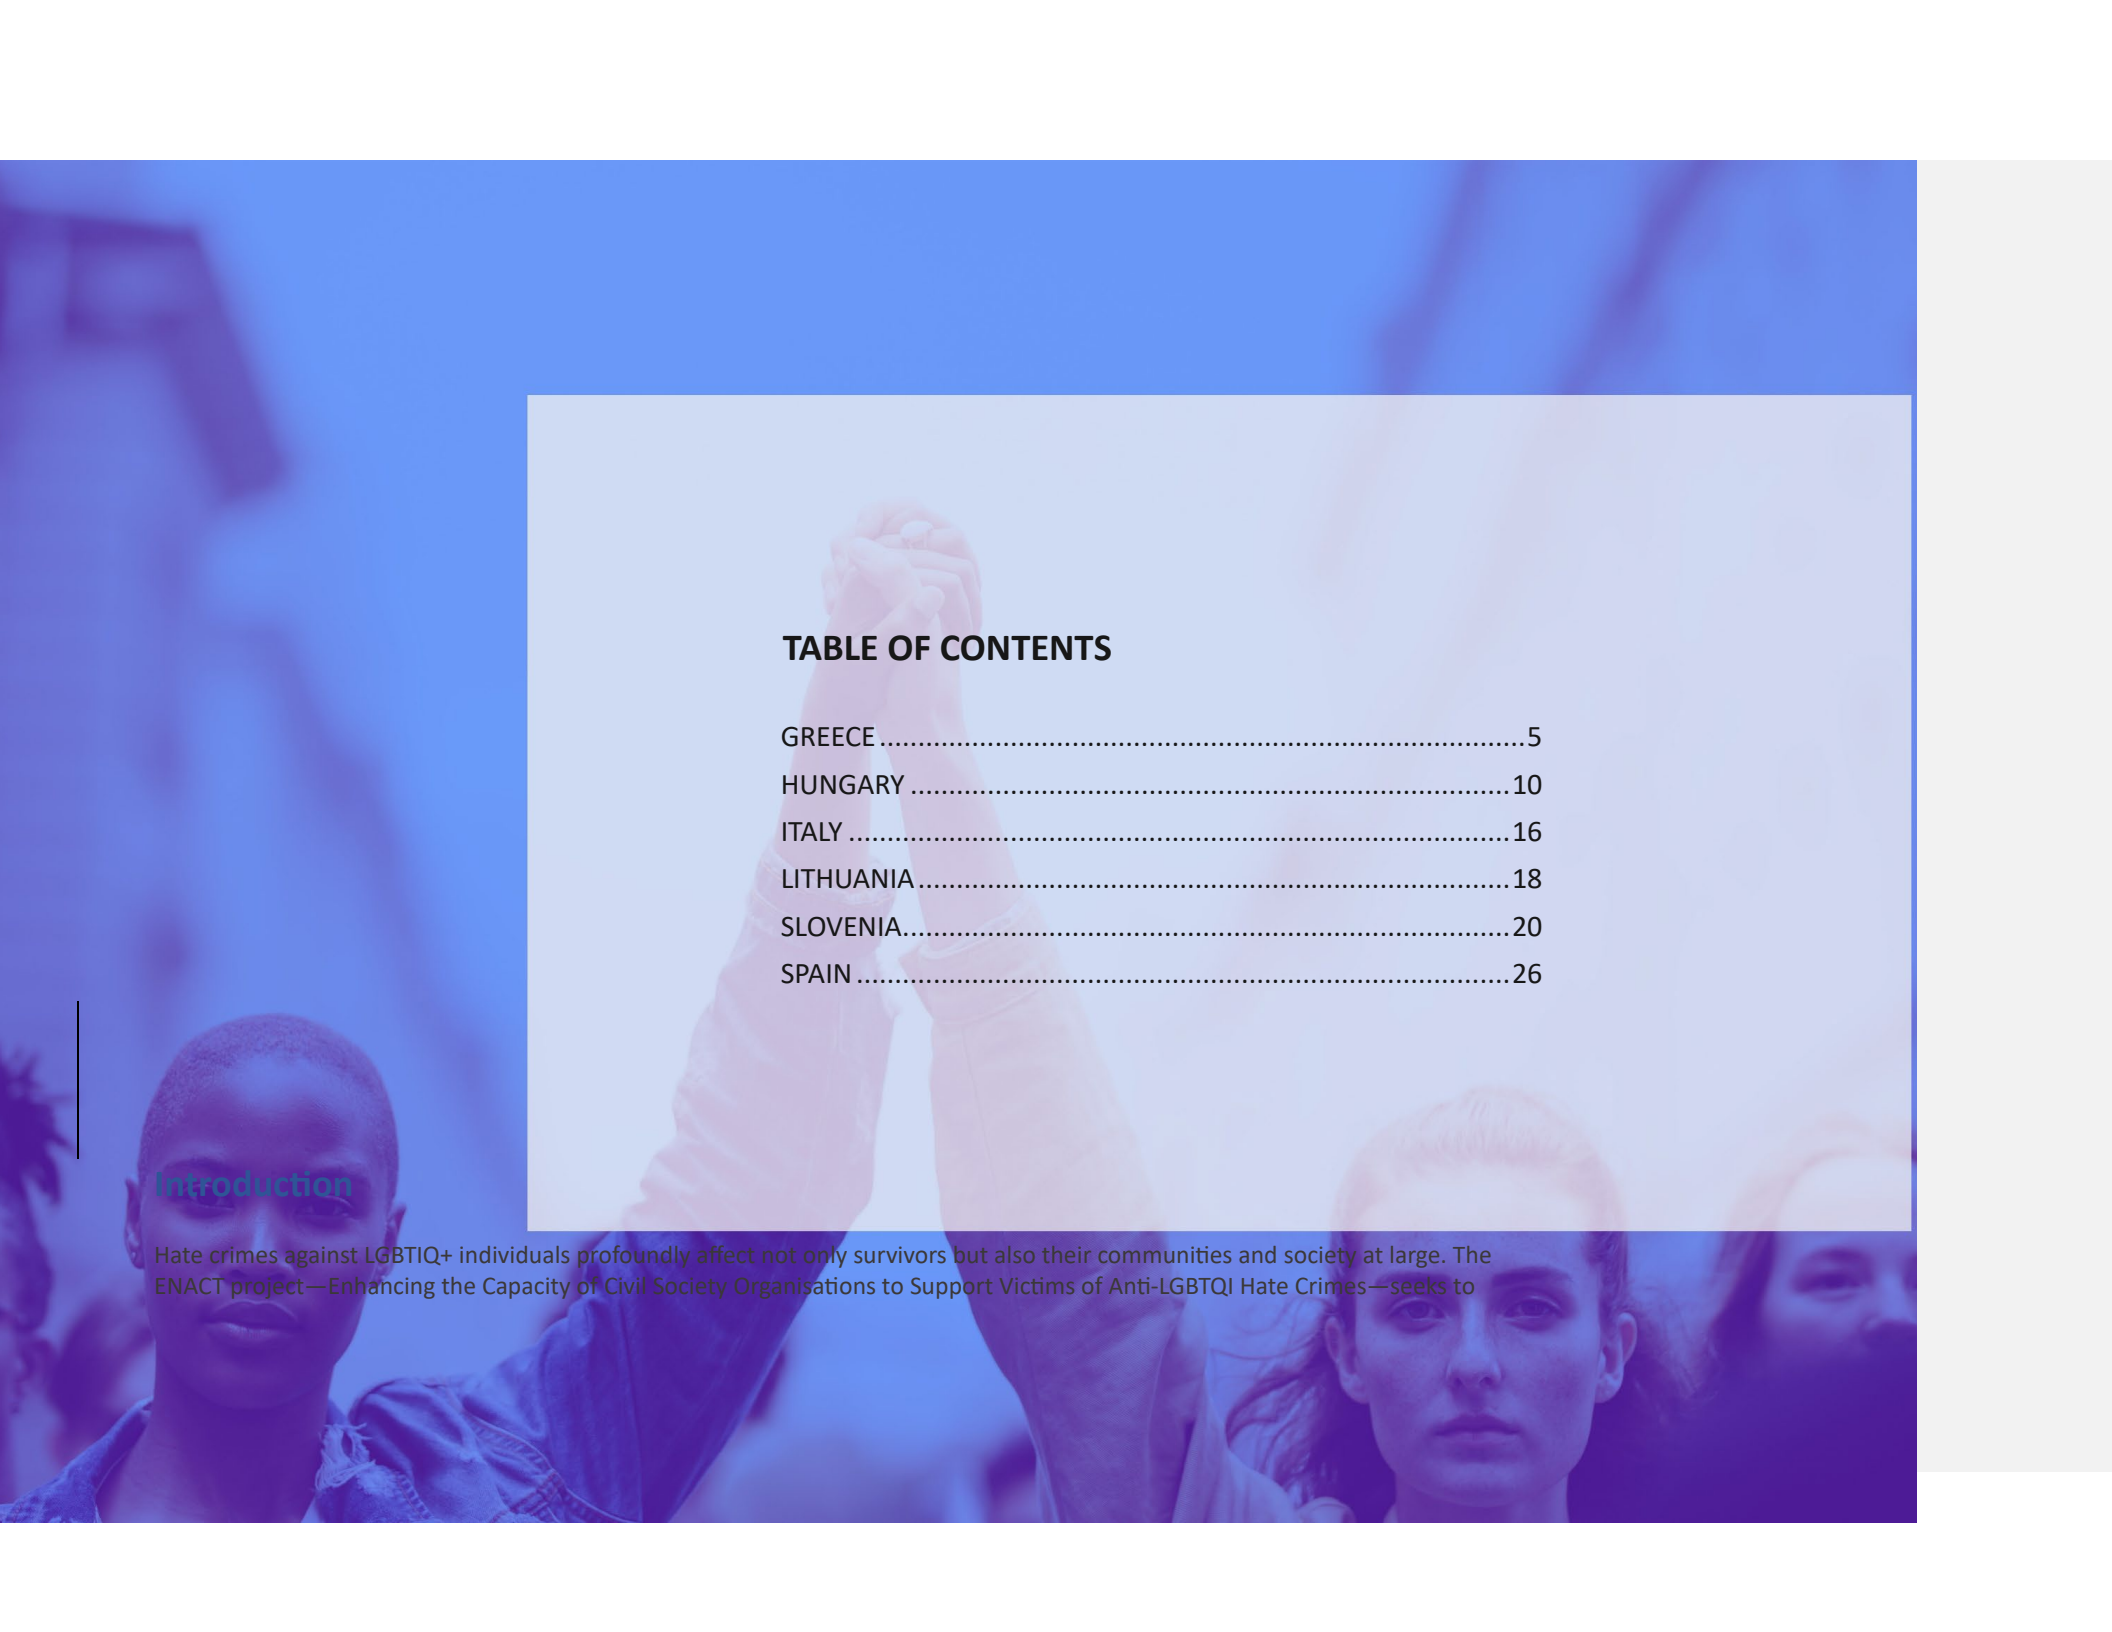 TABLE OF CONTENTS
GREECE ........ 5
HUNGARY ........ 10
ITALY ........ 16
LITHUANIA ........ 18
SLOVENIA ........ 20
SPAIN ........ 26
Introduction
Hate crimes against LGBTIQ+ individuals profoundly affect not only survivors but also their communities and society at large. The
ENACT project—Enhancing the Capacity of Civil Society Organisations to Support Victims of Anti-LGBTQI Hate Crimes—seeks to